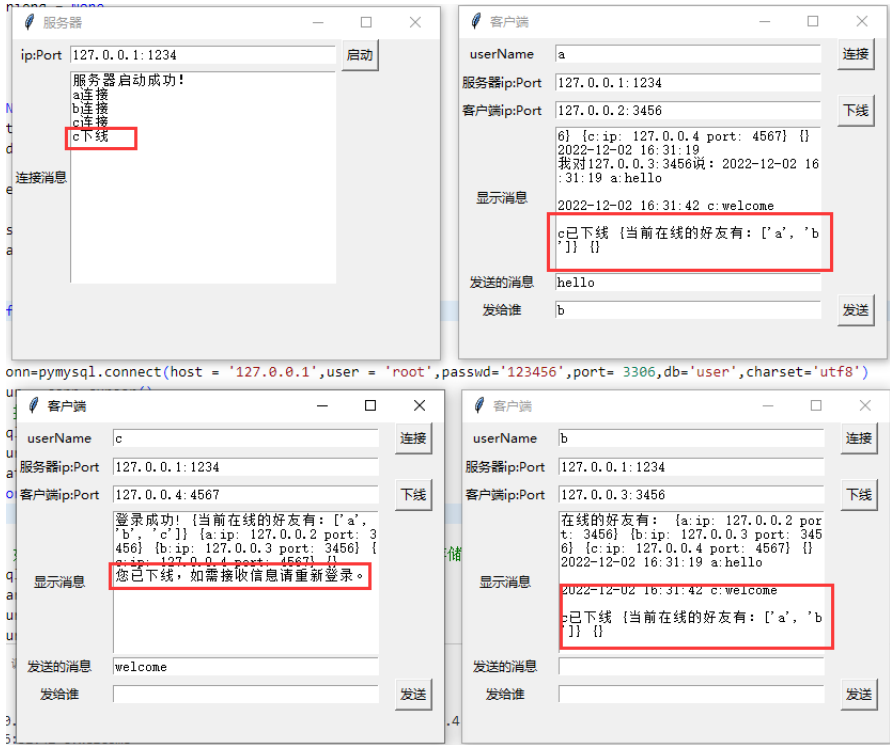 服务器
ip:Port 127.0.0.1:1234 启动
服务器启动成功!
a连接
b连接
c连接
c下线
连接消息
客户端
userName a 连接
服务器ip:Port 127.0.0.1:1234
客户端ip:Port 127.0.0.2:3456 下线
6} {c:ip: 127.0.0.4 port: 4567} {}
2022-12-02 16:31:19
我对127.0.0.3:3456说: 2022-12-02 16
:31:19 a:hello
2022-12-02 16:31:42 c:welcome
c已下线 {当前在线的好友有: ['a', 'b
']} {}
显示消息
发送的消息 hello
发给谁 b 发送
onn=pymysql.connect(host = '127.0.0.1',user = 'root',passwd='123456',port= 3306,db='user',charset='utf8')
客户端
userName c 连接
服务器ip:Port 127.0.0.1:1234
客户端ip:Port 127.0.0.4:4567 下线
登录成功! {当前在线的好友有: ['a',
'b', 'c']} {a:ip: 127.0.0.2 port: 3
456} {b:ip: 127.0.0.3 port: 3456} {
c:ip: 127.0.0.4 port: 4567} {}
您已下线，如需接收信息请重新登录。
显示消息
发送的消息 welcome
发给谁 发送
客户端
userName b 连接
服务器ip:Port 127.0.0.1:1234
客户端ip:Port 127.0.0.3:3456 下线
在线的好友有: {a:ip: 127.0.0.2 por
t: 3456} {b:ip: 127.0.0.3 port: 345
6} {c:ip: 127.0.0.4 port: 4567} {}
2022-12-02 16:31:19 a:hello
2022-12-02 16:31:42 c:welcome
c已下线 {当前在线的好友有: ['a', 'b
']} {}
显示消息
发送的消息
发给谁 发送